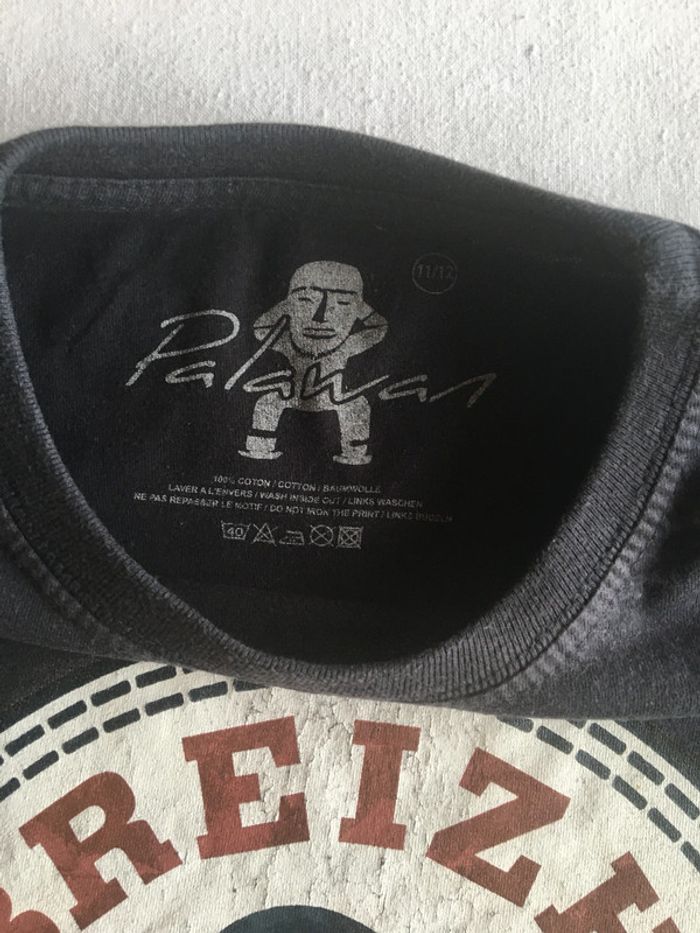 11/12
Palawan
100% COTON / COTTON / BAUMWOLLE
LAVER A L'ENVERS / WASH INSIDE OUT / LINKS WASCHEN
NE PAS REPASSER LE MOTIF / DO NOT IRON THE PRINT / LINKS BUGELN
40
BREIZH